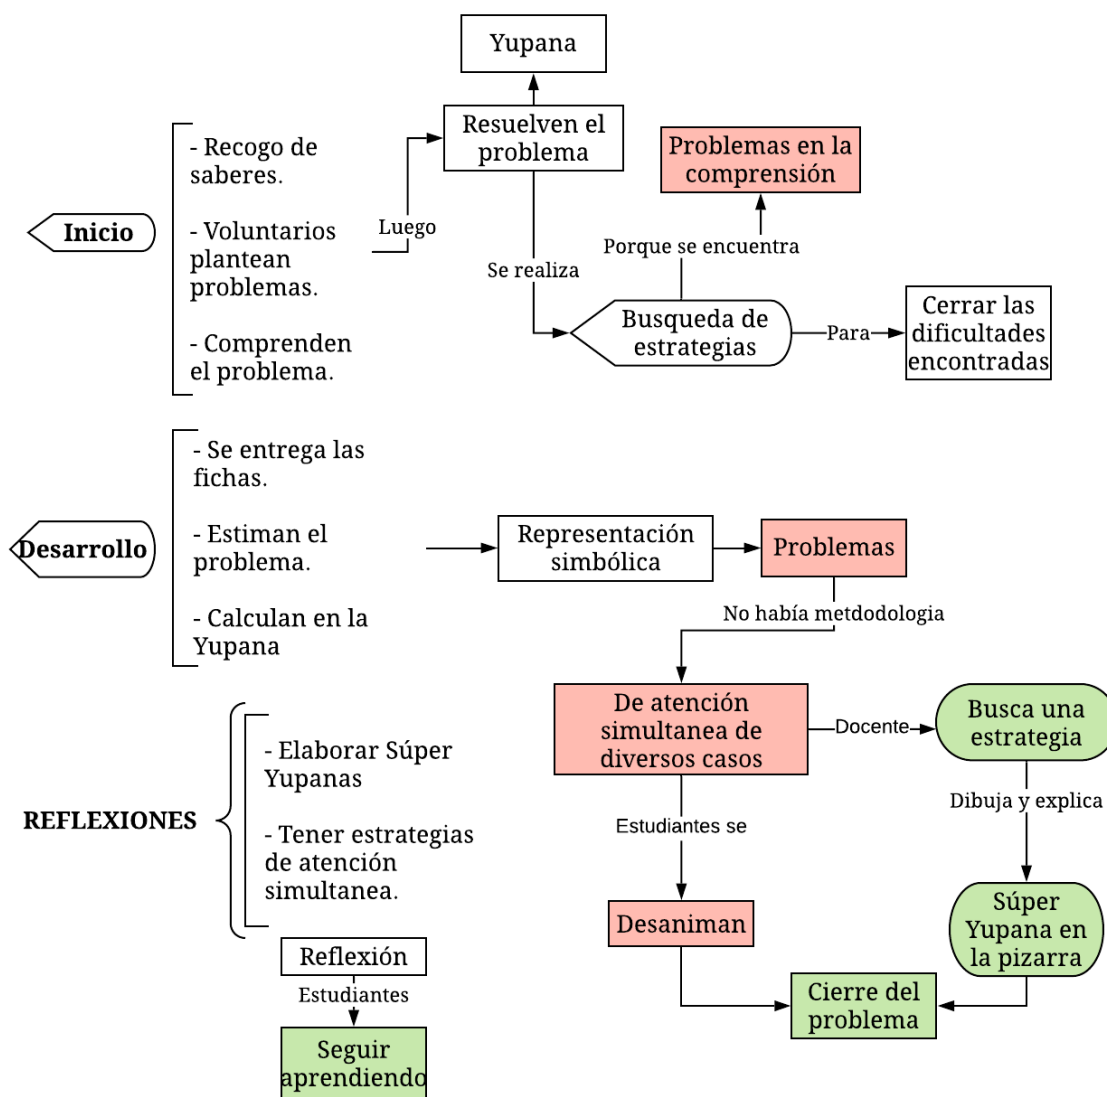 Yupana
Resuelven el
problema
Problemas en la
comprensión
- Recogo de
saberes.
- Voluntarios
plantean
problemas.
- Comprenden
el problema.
Inicio
Luego
Se realiza
Porque se encuentra
Busqueda de
estrategias
Para
Cerrar las
dificultades
encontradas
Desarrollo
- Se entrega las
fichas.
- Estiman el
problema.
- Calculan en la
Yupana
Representación
simbólica
Problemas
No había metdodologia
De atención
simultanea de
diversos casos
Docente
Busca una
estrategia
Dibuja y explica
Súper
Yupana en
la pizarra
Estudiantes se
Desaniman
Cierre del
problema
REFLEXIONES
- Elaborar Súper
Yupanas
- Tener estrategias
de atención
simultanea.
Reflexión
Estudiantes
Seguir
aprendiendo